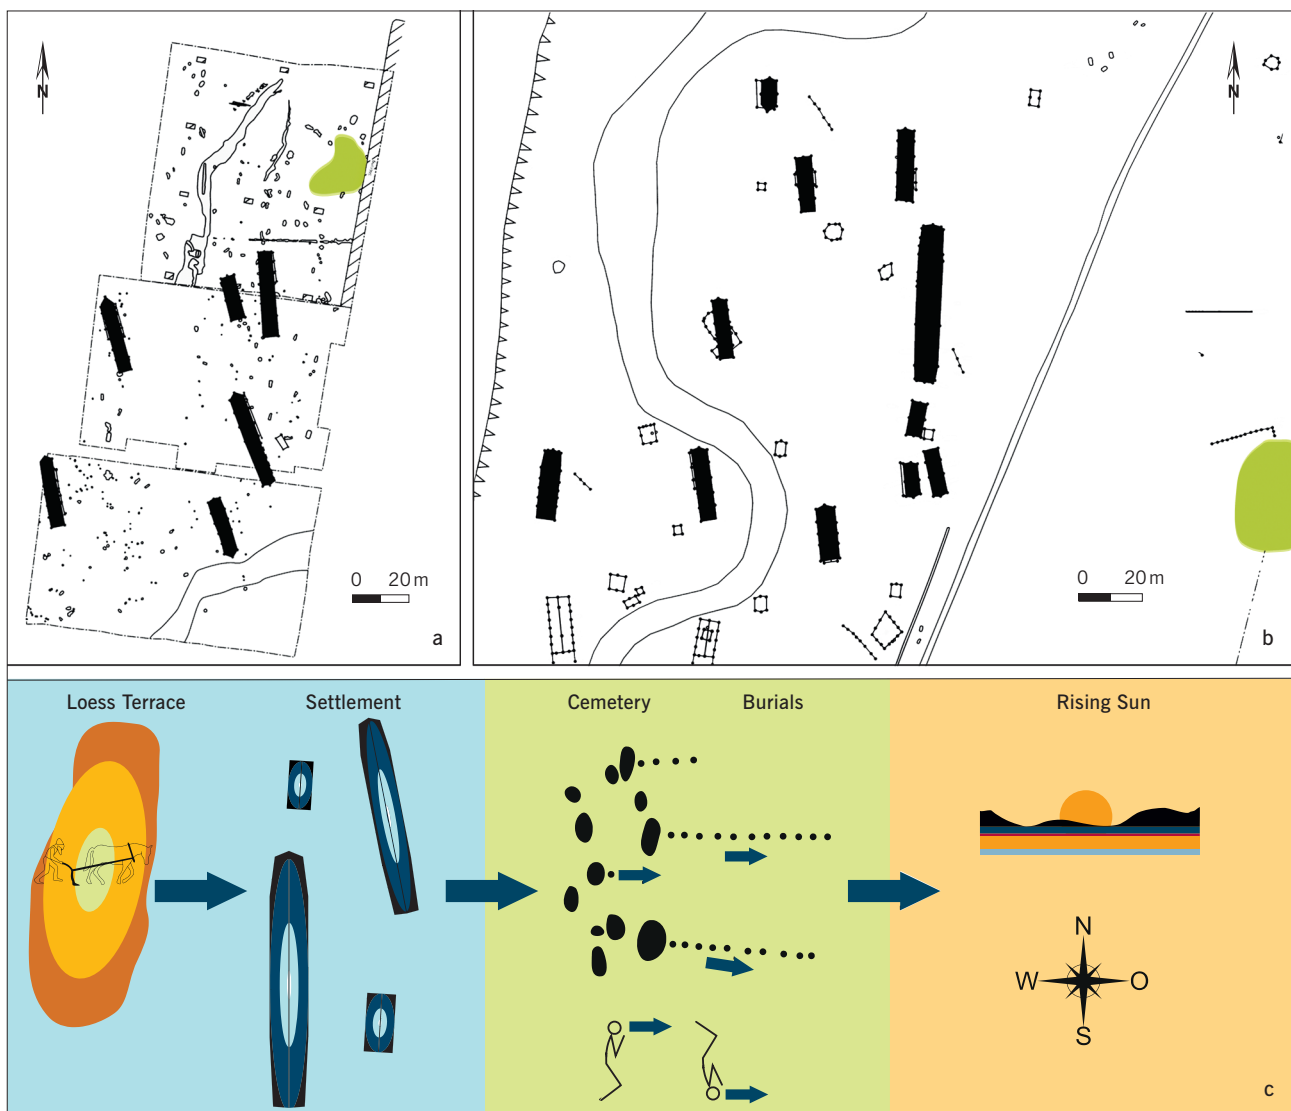 N
0 20 m
a
N
0 20 m
b
Loess Terrace
Settlement
Cemetery
Burials
Rising Sun
N
W O
S
c